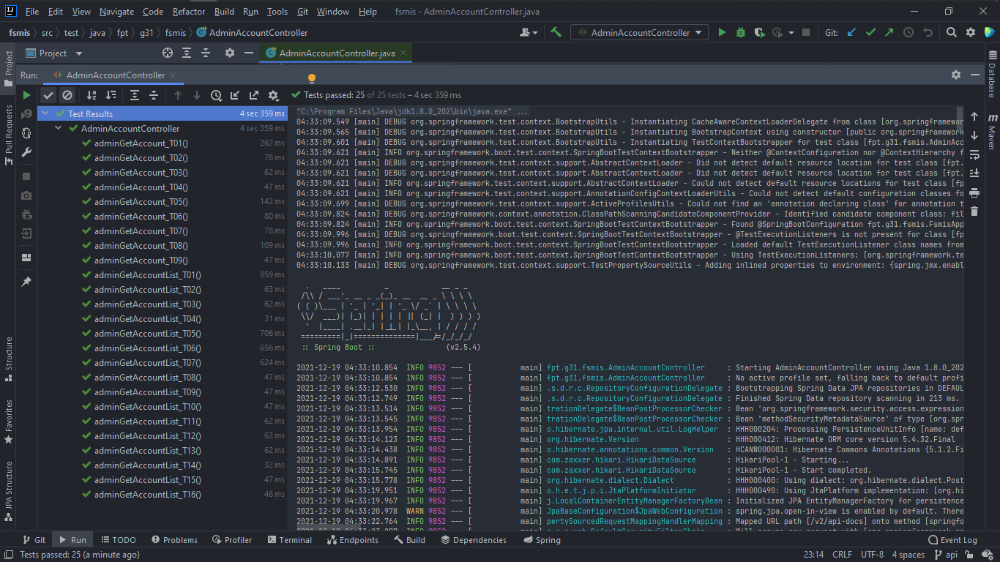 File Edit View Navigate Code Refactor Build Run Tools Git Window Help fsmis - AdminAccountController.java
fsmis › src › test › java › fpt › g31 › fsmis › AdminAccountController
AdminAccountController
Git:
Project
AdminAccountController.java
Run: AdminAccountController
Tests passed: 25 of 25 tests – 4 sec 359 ms
Test Results 4 sec 359 ms
AdminAccountController 4 sec 359 ms
adminGetAccount_T01() 262 ms
adminGetAccount_T02() 78 ms
adminGetAccount_T03() 62 ms
adminGetAccount_T04() 47 ms
adminGetAccount_T05() 142 ms
adminGetAccount_T06() 80 ms
adminGetAccount_T07() 78 ms
adminGetAccount_T08() 109 ms
adminGetAccount_T09() 47 ms
adminGetAccountList_T01() 859 ms
adminGetAccountList_T02() 63 ms
adminGetAccountList_T03() 62 ms
adminGetAccountList_T04() 31 ms
adminGetAccountList_T05() 706 ms
adminGetAccountList_T06() 656 ms
adminGetAccountList_T07() 624 ms
adminGetAccountList_T08() 47 ms
adminGetAccountList_T09() 47 ms
adminGetAccountList_T10() 47 ms
adminGetAccountList_T11() 62 ms
adminGetAccountList_T12() 63 ms
adminGetAccountList_T13() 62 ms
adminGetAccountList_T14() 32 ms
adminGetAccountList_T15() 47 ms
adminGetAccountList_T16() 46 ms
"C:\Program Files\Java\jdk1.8.0_202\bin\java.exe" ...
04:33:09.549 [main] DEBUG org.springframework.test.context.BootstrapUtils - Instantiating CacheAwareContextLoaderDelegate from class [org.springframework
04:33:09.565 [main] DEBUG org.springframework.test.context.BootstrapUtils - Instantiating BootstrapContext using constructor [public org.springframework.
04:33:09.601 [main] DEBUG org.springframework.test.context.BootstrapUtils - Instantiating TestContextBootstrapper for test class [fpt.g31.fsmis.AdminAcc
04:33:09.621 [main] INFO org.springframework.boot.test.context.SpringBootTestContextBootstrapper - Neither @ContextConfiguration nor @ContextHierarchy f
04:33:09.621 [main] DEBUG org.springframework.test.context.support.AbstractContextLoader - Did not detect default resource location for test class [fpt.
04:33:09.621 [main] DEBUG org.springframework.test.context.support.AbstractContextLoader - Did not detect default resource location for test class [fpt.
04:33:09.621 [main] INFO org.springframework.test.context.support.AbstractContextLoader - Could not detect default resource locations for test class [fp
04:33:09.621 [main] INFO org.springframework.test.context.support.AnnotationConfigContextLoaderUtils - Could not detect default configuration classes fo
04:33:09.699 [main] DEBUG org.springframework.test.context.support.ActiveProfilesUtils - Could not find an 'annotation declaring class' for annotation t
04:33:09.824 [main] DEBUG org.springframework.context.annotation.ClassPathScanningCandidateComponentProvider - Identified candidate component class: fil
04:33:09.824 [main] INFO org.springframework.boot.test.context.SpringBootTestContextBootstrapper - Found @SpringBootConfiguration fpt.g31.fsmis.FsmisApp
04:33:09.996 [main] DEBUG org.springframework.boot.test.context.SpringBootTestContextBootstrapper - @TestExecutionListeners is not present for class [fp
04:33:09.996 [main] INFO org.springframework.boot.test.context.SpringBootTestContextBootstrapper - Loaded default TestExecutionListener class names from
04:33:10.077 [main] INFO org.springframework.boot.test.context.SpringBootTestContextBootstrapper - Using TestExecutionListeners: [org.springframework.te
04:33:10.133 [main] DEBUG org.springframework.test.context.support.TestPropertySourceUtils - Adding inlined properties to environment: {spring.jmx.enabl
:: Spring Boot :: (v2.5.4)
2021-12-19 04:33:10.854 INFO 9852 --- [ main] fpt.g31.fsmis.AdminAccountController : Starting AdminAccountController using Java 1.8.0_202
2021-12-19 04:33:10.854 INFO 9852 --- [ main] fpt.g31.fsmis.AdminAccountController : No active profile set, falling back to default profi
2021-12-19 04:33:12.530 INFO 9852 --- [ main] .s.d.r.c.RepositoryConfigurationDelegate : Bootstrapping Spring Data JPA repositories in DEFAUL
2021-12-19 04:33:12.749 INFO 9852 --- [ main] .s.d.r.c.RepositoryConfigurationDelegate : Finished Spring Data repository scanning in 213 ms.
2021-12-19 04:33:13.514 INFO 9852 --- [ main] trationDelegate$BeanPostProcessorChecker : Bean 'org.springframework.security.access.expression
2021-12-19 04:33:13.545 INFO 9852 --- [ main] trationDelegate$BeanPostProcessorChecker : Bean 'methodSecurityMetadataSource' of type [org.spr
2021-12-19 04:33:13.954 INFO 9852 --- [ main] o.hibernate.jpa.internal.util.LogHelper : HHH000204: Processing PersistenceUnitInfo [name: def
2021-12-19 04:33:14.123 INFO 9852 --- [ main] org.hibernate.Version : HHH000412: Hibernate ORM core version 5.4.32.Final
2021-12-19 04:33:14.438 INFO 9852 --- [ main] o.hibernate.annotations.common.Version : HCANN000001: Hibernate Commons Annotations {5.1.2.Fi
2021-12-19 04:33:14.891 INFO 9852 --- [ main] com.zaxxer.hikari.HikariDataSource : HikariPool-1 - Starting...
2021-12-19 04:33:15.745 INFO 9852 --- [ main] com.zaxxer.hikari.HikariDataSource : HikariPool-1 - Start completed.
2021-12-19 04:33:15.778 INFO 9852 --- [ main] org.hibernate.dialect.Dialect : HHH000400: Using dialect: org.hibernate.dialect.Post
2021-12-19 04:33:19.951 INFO 9852 --- [ main] o.h.e.t.j.p.i.JtaPlatformInitiator : HHH000490: Using JtaPlatform implementation: [org.hi
2021-12-19 04:33:19.967 INFO 9852 --- [ main] j.LocalContainerEntityManagerFactoryBean : Initialized JPA EntityManagerFactory for persistence
2021-12-19 04:33:20.978 WARN 9852 --- [ main] JpaBaseConfiguration$JpaWebConfiguration : spring.jpa.open-in-view is enabled by default. There
2021-12-19 04:33:22.764 INFO 9852 --- [ main] pertySourcedRequestMappingHandlerMapping : Mapped URL path [/v2/api-docs] onto method [springfo
Project
Pull Requests
Structure
Favorites
JPA Structure
Database
Maven
Git Run TODO Problems Profiler Terminal Endpoints Build Dependencies Spring Event Log
Tests passed: 25 (a minute ago) 23:14 CRLF UTF-8 4 spaces api